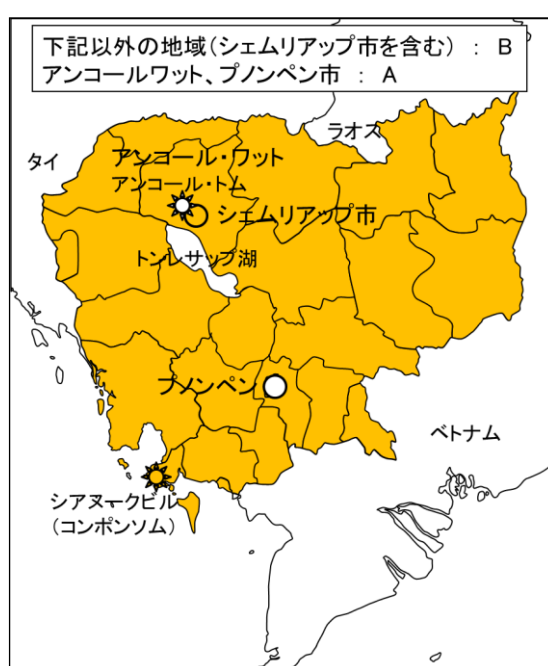 下記以外の地域(シェムリアップ市を含む) : B
アンコールワット、プノンペン市 : A
ラオス
タイ
アンコール・ワット
アンコール・トム
シェムリアップ市
トンレサップ湖
プノンペン
ベトナム
シアヌークビル
(コンポンソム)